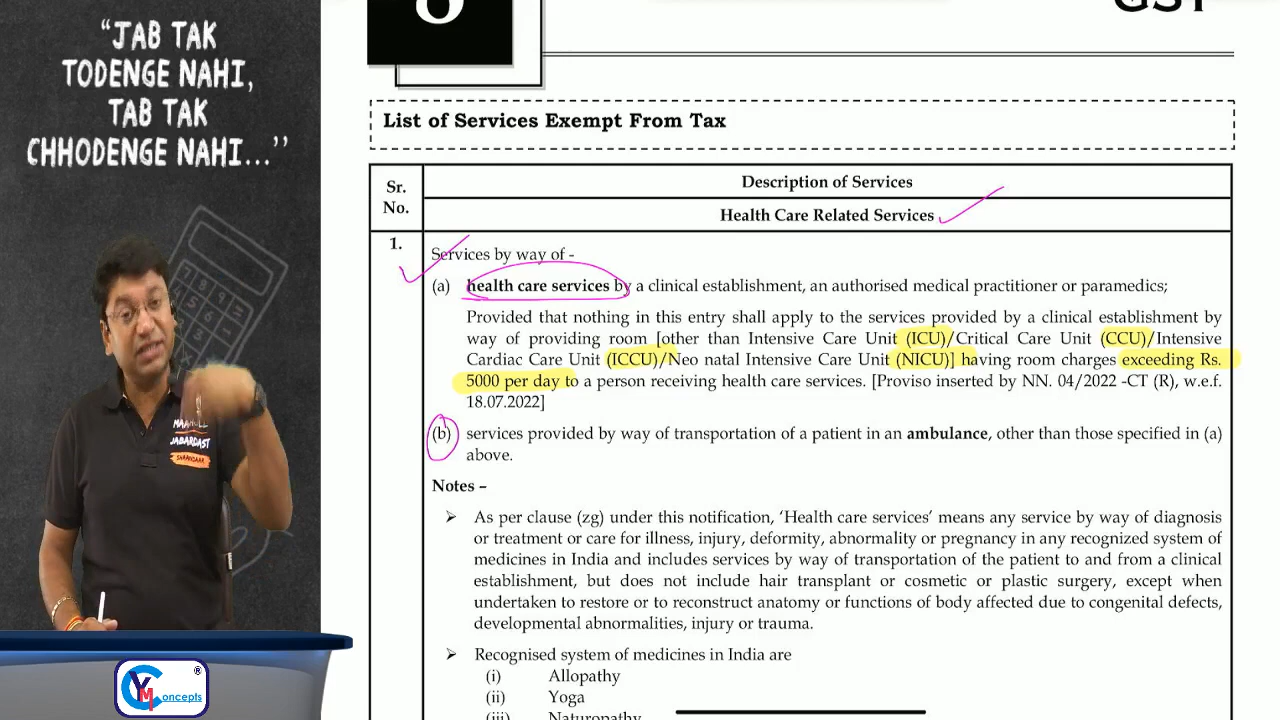 “JAB TAK
TODENGE NAHI,
TAB TAK
CHHODENGE NAHI...’’
8
GST
List of Services Exempt From Tax
Sr.
No.
Description of Services
Health Care Related Services
1.
Services by way of -
(a) health care services by a clinical establishment, an authorised medical practitioner or paramedics;
Provided that nothing in this entry shall apply to the services provided by a clinical establishment by
way of providing room [other than Intensive Care Unit (ICU)/Critical Care Unit (CCU)/Intensive
Cardiac Care Unit (ICCU)/Neo natal Intensive Care Unit (NICU)] having room charges exceeding Rs.
5000 per day to a person receiving health care services. [Proviso inserted by NN. 04/2022 -CT (R), w.e.f.
18.07.2022]
(b) services provided by way of transportation of a patient in an ambulance, other than those specified in (a)
above.
Notes –
➤ As per clause (zg) under this notification, ‘Health care services’ means any service by way of diagnosis
or treatment or care for illness, injury, deformity, abnormality or pregnancy in any recognized system of
medicines in India and includes services by way of transportation of the patient to and from a clinical
establishment, but does not include hair transplant or cosmetic or plastic surgery, except when
undertaken to restore or to reconstruct anatomy or functions of body affected due to congenital defects,
developmental abnormalities, injury or trauma.
➤ Recognised system of medicines in India are
(i) Allopathy
(ii) Yoga
(iii) Naturopathy
JABARDAST
YM Concepts ®